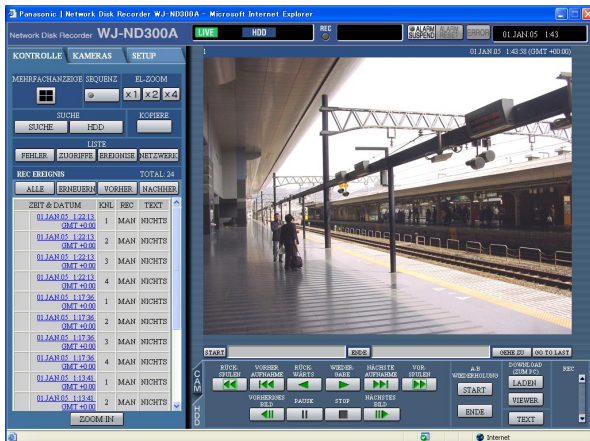 Panasonic | Network Disk Recorder WJ-ND300A - Microsoft Internet Explorer
Network Disk Recorder WJ-ND300A
LIVE HDD REC ALARM SUSPEND ALARM RESET ERROR 01.JAN.05 1:43
KONTROLLE KAMERAS SETUP
1 01.JAN.05 1:43:58 (GMT +00:00)
MEHRFACHANZEIGE SEQUENZ EL-ZOOM
x1 x2 x4
SUCHE KOPIERE
SUCHE HDD
LISTE
FEHLER ZUGRIFFE EREIGNISE NETZWERK
REC EREIGNIS TOTAL: 24
ALLE ERNEUERN VORHER NACHHER
ZEIT & DATUM KNL REC TEXT
01.JAN.05 1:22:13 GMT +0:00 1 MAN NICHTS
01.JAN.05 1:22:13 GMT +0:00 2 MAN NICHTS
01.JAN.05 1:22:13 GMT +0:00 3 MAN NICHTS
01.JAN.05 1:22:13 GMT +0:00 4 MAN NICHTS
01.JAN.05 1:17:36 GMT +0:00 1 MAN NICHTS
01.JAN.05 1:17:36 GMT +0:00 2 MAN NICHTS
01.JAN.05 1:17:36 GMT +0:00 3 MAN NICHTS
01.JAN.05 1:17:36 GMT +0:00 4 MAN NICHTS
01.JAN.05 1:13:41 GMT +0:00 1 MAN NICHTS
01.JAN.05 1:13:41 GMT +0:00 2 MAN NICHTS
ZOOM IN
START ENDE GEHE ZU GO TO LAST
CAM
HDD
RÜCK-SPULEN VORHER AUFNAHME RÜCK-WÄRTS WIEDER-GABE NÄCHSTE AUFNAHME VOR-SPULEN
VORHERIGES BILD PAUSE STOP NÄCHSTES BILD
A-B WIEDERHOLUNG
START
ENDE
DOWNLOAD (ZUM PC)
LADEN
VIEWER
TEXT
REC
Internet